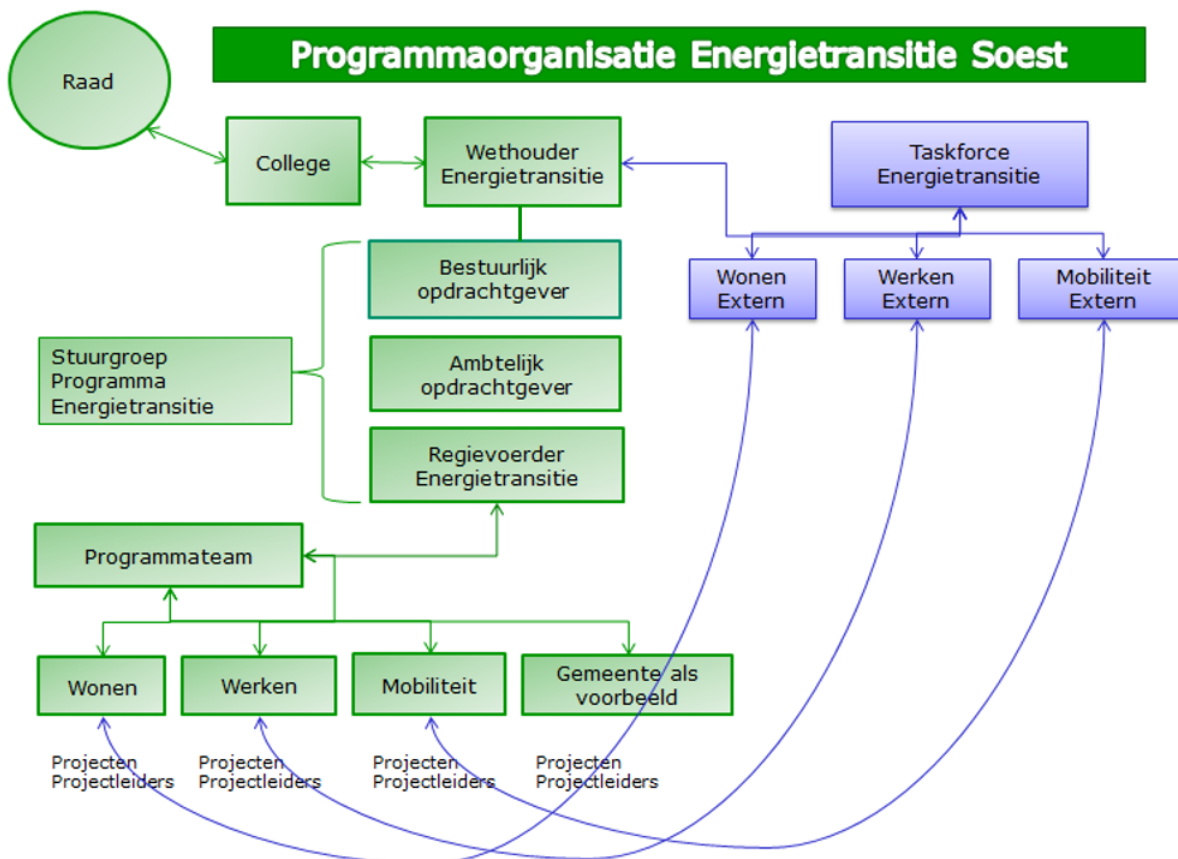 Programmaorganisatie Energietransitie Soest
Raad
College
Wethouder
Energietransitie
Taskforce
Energietransitie
Bestuurlijk
opdrachtgever
Wonen
Extern
Werken
Extern
Mobiliteit
Extern
Stuurgroep
Programma
Energietransitie
Ambtelijk
opdrachtgever
Regievoerder
Energietransitie
Programmateam
Wonen
Werken
Mobiliteit
Gemeente als
voorbeeld
Projecten
Projectleiders
Projecten
Projectleiders
Projecten
Projectleiders
Projecten
Projectleiders